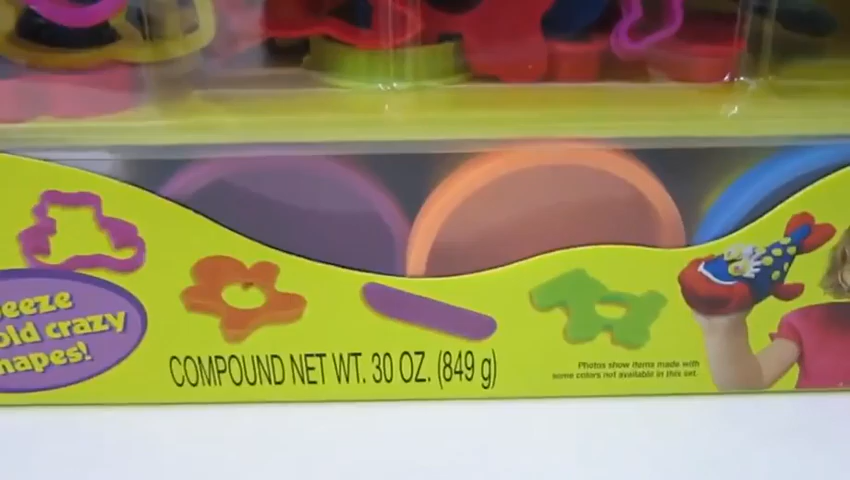 eeze
old crazy
hapes!
COMPOUND NET WT. 30 OZ. (849 g)
Photos show items made with
some colors not available in this set.